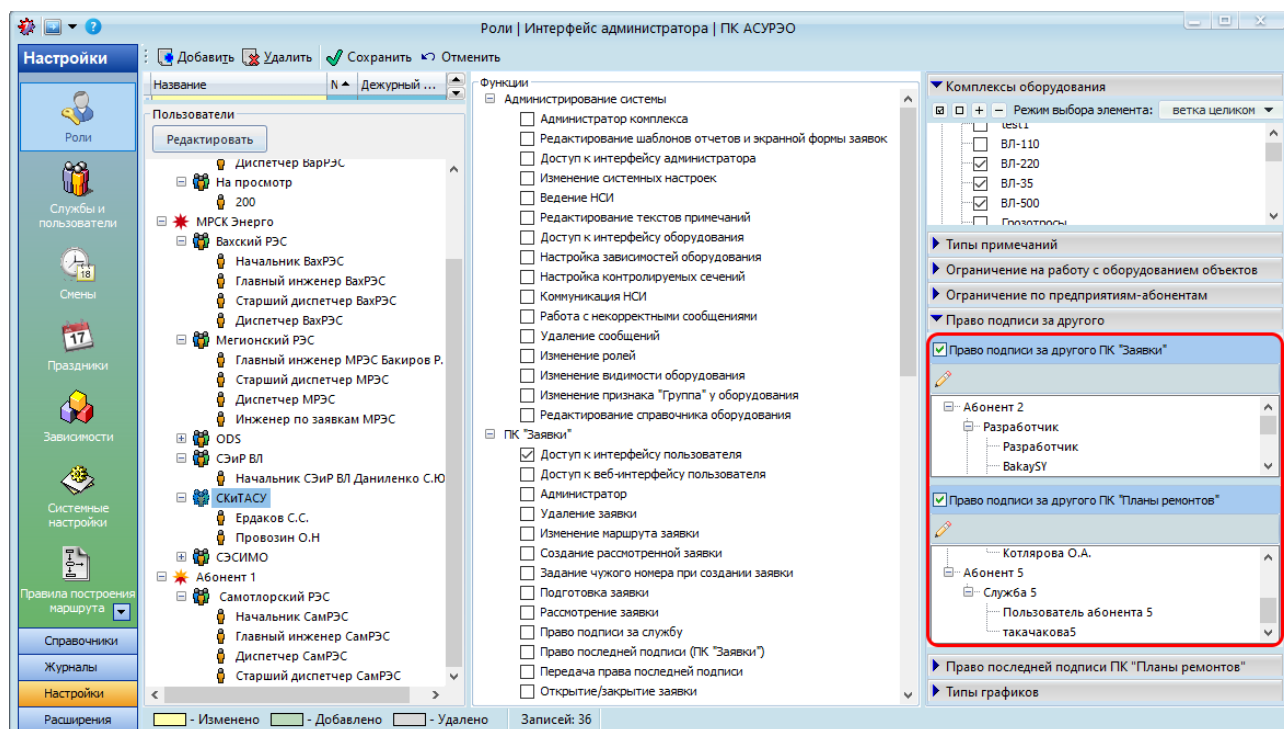 Роли | Интерфейс администратора | ПК АСУРЭО
Настройки
Добавить
Удалить
Сохранить
Отменить
Роли
Службы и
пользователи
18
Смены
17
Праздники
Зависимости
Системные
настройки
Правила построения
маршрута
Справочники
Журналы
Настройки
Расширения
Название
N
Дежурный ...
Пользователи
Редактировать
Диспетчер ВарРЭС
На просмотр
200
МРСК Энерго
Вахский РЭС
Начальник ВахРЭС
Главный инженер ВахРЭС
Старший диспетчер ВахРЭС
Диспетчер ВахРЭС
Мегионский РЭС
Главный инженер МРЭС Бакиров Р.
Старший диспетчер МРЭС
Диспетчер МРЭС
Инженер по заявкам МРЭС
ODS
СЭиР ВЛ
Начальник СЭиР ВЛ Даниленко С.Ю
СКиТАСУ
Ердаков С.С.
Провозин О.Н
СЭСИМО
Абонент 1
Самотлорский РЭС
Начальник СамРЭС
Главный инженер СамРЭС
Диспетчер СамРЭС
Старший диспетчер СамРЭС
Функции
Администрирование системы
Администратор комплекса
Редактирование шаблонов отчетов и экранной формы заявок
Доступ к интерфейсу администратора
Изменение системных настроек
Ведение НСИ
Редактирование текстов примечаний
Доступ к интерфейсу оборудования
Настройка зависимостей оборудования
Настройка контролируемых сечений
Коммуникация НСИ
Работа с некорректными сообщениями
Удаление сообщений
Изменение ролей
Изменение видимости оборудования
Изменение признака "Группа" у оборудования
Редактирование справочника оборудования
ПК "Заявки"
Доступ к интерфейсу пользователя
Доступ к веб-интерфейсу пользователя
Администратор
Удаление заявки
Изменение маршрута заявки
Создание рассмотренной заявки
Задание чужого номера при создании заявки
Подготовка заявки
Рассмотрение заявки
Право подписи за службу
Право последней подписи (ПК "Заявки")
Передача права последней подписи
Открытие/закрытие заявки
Комплексы оборудования
Режим выбора элемента: ветка целиком
test1
ВЛ-110
ВЛ-220
ВЛ-35
ВЛ-500
Грозотросы
Типы примечаний
Ограничение на работу с оборудованием объектов
Ограничение по предприятиям-абонентам
Право подписи за другого
Право подписи за другого ПК "Заявки"
Абонент 2
Разработчик
Разработчик
BakaySY
Право подписи за другого ПК "Планы ремонтов"
Котлярова О.А.
Абонент 5
Служба 5
Пользователь абонента 5
такачакова5
Право последней подписи ПК "Планы ремонтов"
Типы графиков
- Изменено - Добавлено - Удалено Записей: 36